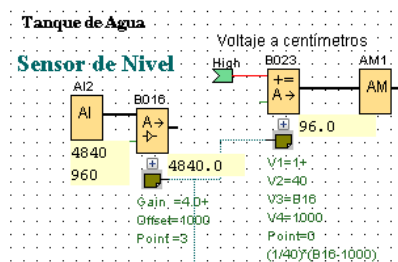 Tanque de Agua
Voltaje a centímetros
Sensor de Nivel
High
B023
AM1
AI2
B016
+=
A→
AM
AI
A→
96.0
4840
4840.0
960
V1=1+
V2=40
Gain =4.0+
V3=B16
Offset=1000
V4=1000
Point=3
Point=0
(1/40)*(B16-1000)